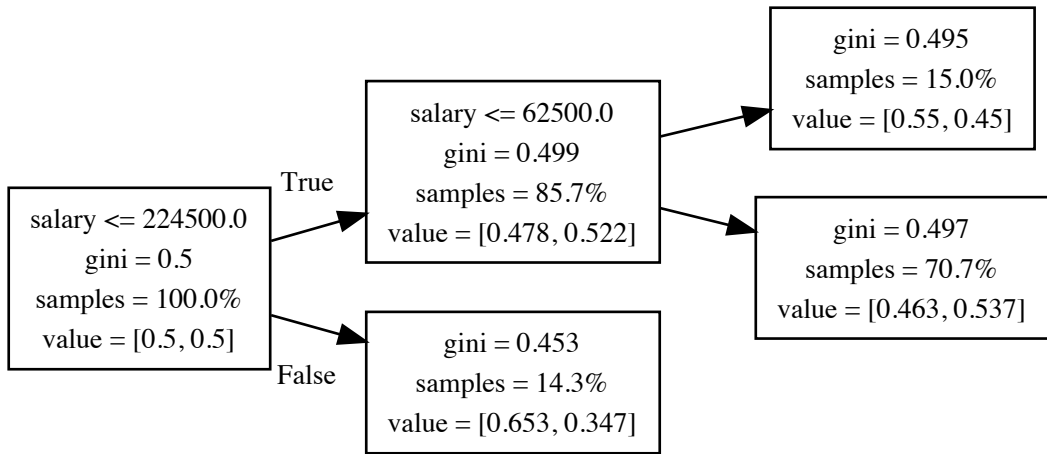 salary <= 224500.0
gini = 0.5
samples = 100.0%
value = [0.5, 0.5]
True
False
salary <= 62500.0
gini = 0.499
samples = 85.7%
value = [0.478, 0.522]
gini = 0.453
samples = 14.3%
value = [0.653, 0.347]
gini = 0.495
samples = 15.0%
value = [0.55, 0.45]
gini = 0.497
samples = 70.7%
value = [0.463, 0.537]